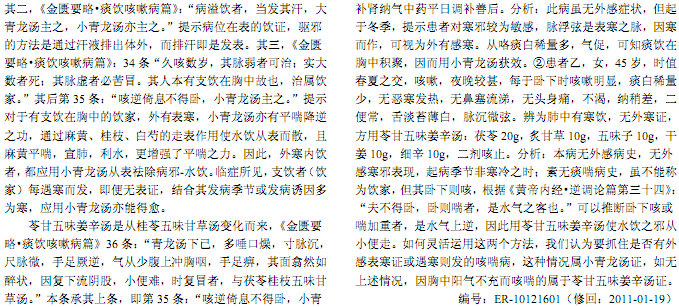 其二，《金匮要略•痰饮咳嗽病篇》：“病溢饮者，当发其汗，大
青龙汤主之，小青龙汤亦主之。”提示病位在表的饮证，驱邪
的方法是通过汗液排出体外，而排汗即是发表。其三，《金匮
要略•痰饮咳嗽病篇》：34 条“久咳数岁，其脉弱者可治；实大
数者死；其脉虚者必苦冒。其人本有支饮在胸中故也，治属饮
家。”其后第 35 条：“咳逆倚息不得卧，小青龙汤主之。”提示
对于有支饮在胸中的饮家，外有表寒，小青龙汤亦有平喘降逆
之功，通过麻黄、桂枝、白芍的走表作用使水饮从表而散，且
麻黄平喘，宣肺，利水，更增强了平喘之力。因此，外寒内饮
者，都应用小青龙汤从表祛除病邪-水饮。临症所见，支饮者（饮
家）每遇寒而发，即便无表证，结合其发病季节或发病诱因多
为寒，应用小青龙汤亦能得愈。
苓甘五味姜辛汤是从桂苓五味甘草汤变化而来，《金匮要
略•痰饮咳嗽病篇》36 条：“青龙汤下已，多唾口燥，寸脉沉，
尺脉微，手足厥逆，气从少腹上冲胸咽，手足痹，其面翕然如
醉状，因复下流阴股，小便难，时复冒者，与茯苓桂枝五味甘
草汤。”本条承其上条，即第 35 条：“咳逆倚息不得卧，小青
补肾纳气中药平日调补善后。分析：此病虽无外感症状，但起
于冬季，提示患者对寒邪较为敏感，脉浮弦是表寒之脉，因寒
而作，可视为外有感寒。从咯痰白稀量多，气促，可知痰饮在
胸中积聚，因而用小青龙汤获效。②患者乙，女，45 岁，时值
春夏之交，咳嗽，夜晚较甚，每于卧下时咳嗽明显，痰白稀量
少，无恶寒发热，无鼻塞流涕，无头身痛，不渴，纳稍差，二
便常，舌淡苔薄白，脉沉微弦。辨为肺中有寒饮，无外寒证，
方用苓甘五味姜辛汤：茯苓 20g，炙甘草 10g，五味子 10g，干
姜 10g，细辛 10g，二剂咳止。分析：本病无外感病史，无外
感寒邪表现，起病季节非寒冷之时；素无痰喘病史，虽不能称
为饮家，但其卧下则咳，根据《黄帝内经•逆调论篇第三十四》：
“夫不得卧，卧则喘者，是水气之客也。”可以推断卧下咳或
喘加重者，是水气上逆，因此用苓甘五味姜辛汤使水饮之邪从
小便走。如何灵活运用这两个方法，我们认为要抓住是否有外
感表寒证或遇寒则发的咳喘病，这种情况属小青龙汤证，无如
上述情况，因胸中阳气不充而咳喘的属于苓甘五味姜辛汤证。
编号：ER-10121601（修回：2011-01-19）